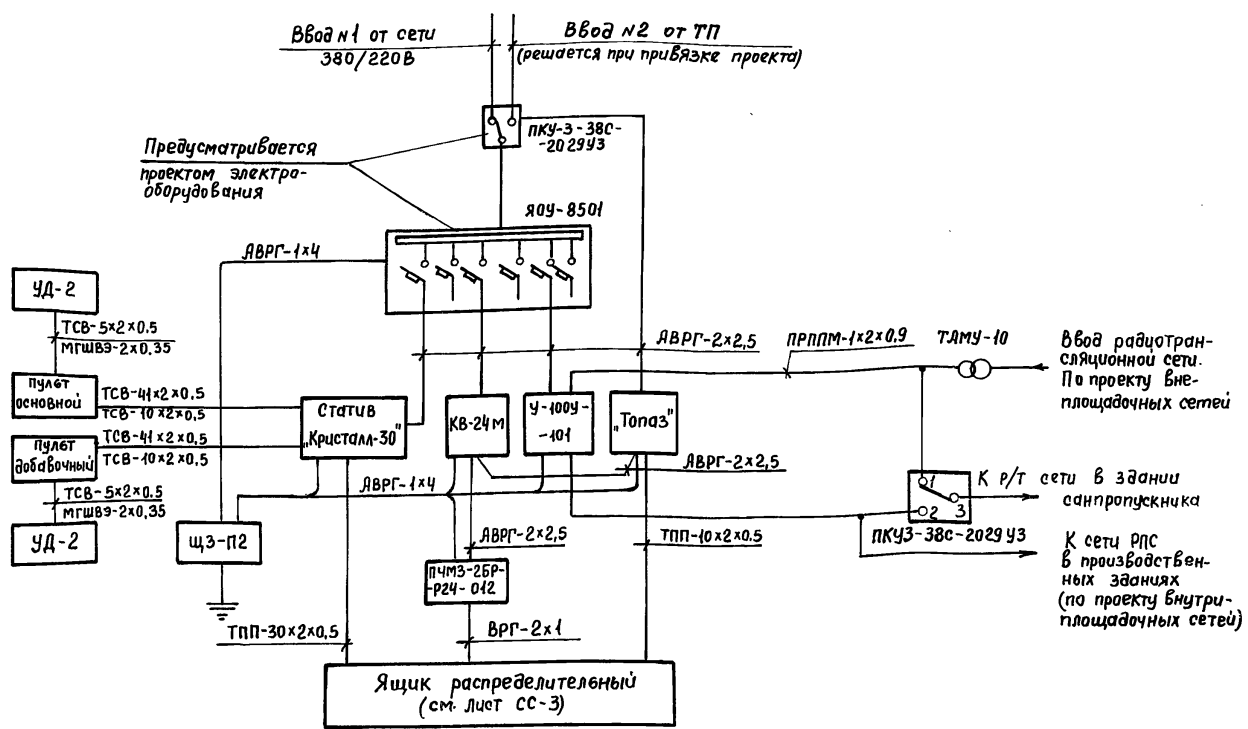 Ввод №1 от сети
380/220В
Ввод №2 от ТП
(решается при привязке проекта)
ПКУ-3-38С-
-2029У3
Предусматривается
проектом электро-
оборудования
ЯОУ-8501
АВРГ-1×4
УД-2
ТСВ-5×2×0.5
МГШВЭ-2×0.35
Пульт
основной
ТСВ-41×2×0,5
ТСВ-10×2×0,5
Пульт
добавочный
ТСВ-41×2×0,5
ТСВ-10×2×0,5
ТСВ-5×2×0.5
МГШВЭ-2×0,35
УД-2
Статив
„Кристалл-30"
КВ-24М
У-100У-
-101
„Топаз"
АВРГ-2×2,5
ПРППМ-1×2×0.9
ТАМУ-10
Ввод радиотран-
сляционной сети.
По проекту вне-
площадочных сетей
АВРГ-2×2,5
АВРГ-1×4
ЩЗ-П2
АВРГ-2×2,5
ТПП-10×2×0.5
1
2
3
К р/т сети в здании
санпропускника
ПКУ3-38с-2029У3
К сети РПС
в производствен-
ных зданиях
(по проекту внутри-
площадочных сетей)
ПЧМЗ-2БР-
-Р24-012
ТПП-30×2×0,5
ВРГ-2×1
Ящик распределительный
(см. лист СС-3)